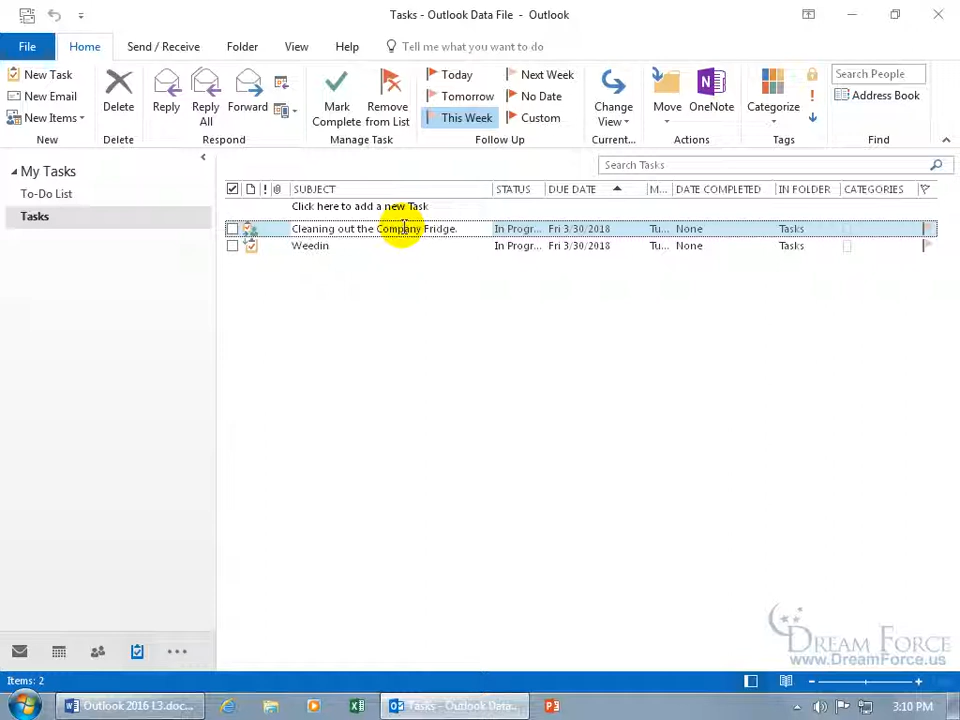 Tasks - Outlook Data File - Outlook
File Home Send / Receive Folder View Help Tell me what you want to do
New Task
New Email
New Items
Delete
Reply
Reply All
Forward
Mark Complete
Remove from List
Today
Tomorrow
This Week
Next Week
No Date
Custom
Change View
Move
OneNote
Categorize
Search People
Address Book
New Delete Respond Manage Task Follow Up Current... Actions Tags Find
My Tasks
To-Do List
Tasks
Search Tasks
SUBJECT STATUS DUE DATE M... DATE COMPLETED IN FOLDER CATEGORIES
Click here to add a new Task
Cleaning out the Company Fridge. In Progr... Fri 3/30/2018 Tu... None Tasks
Weedin In Progr... Fri 3/30/2018 Tu... None Tasks
DREAM FORCE
www.DreamForce.us
Items: 2
Outlook 2016 L3.doc...
Tasks - Outlook Data...
3:10 PM